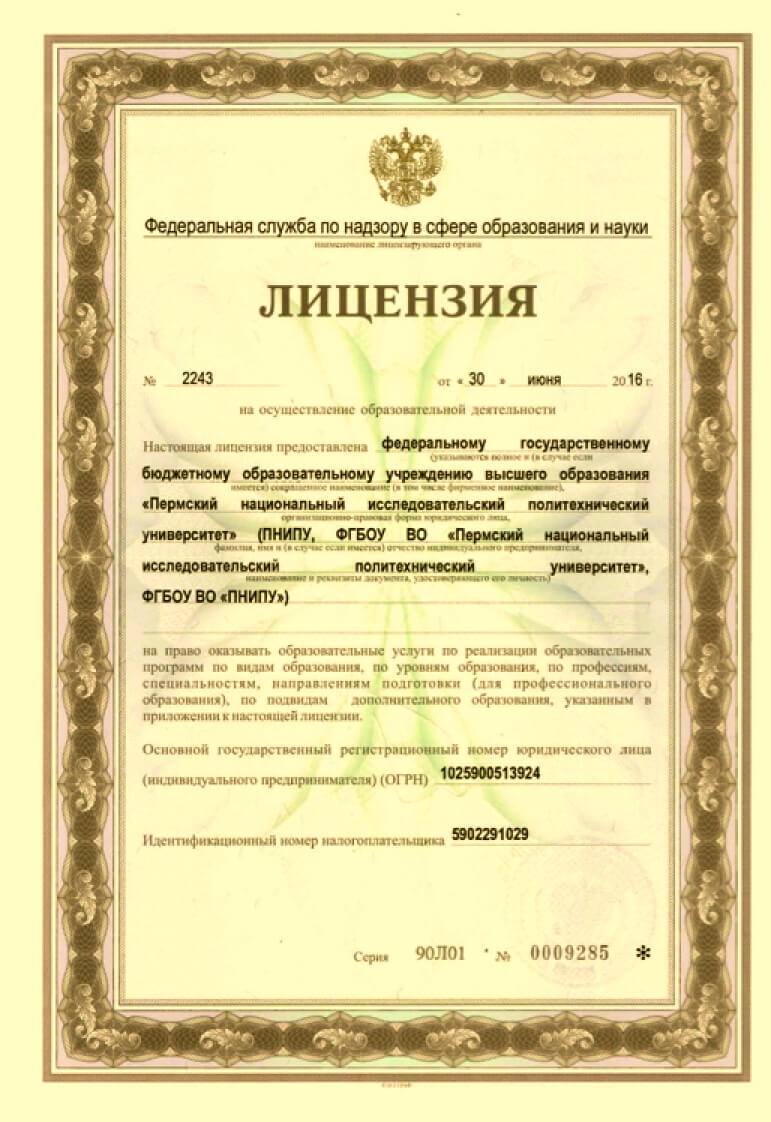 Федеральная служба по надзору в сфере образования и науки
наименование лицензирующего органа
ЛИЦЕНЗИЯ
№ 2243 от « 30 » июня 2016 г.
на осуществление образовательной деятельности
Настоящая лицензия предоставлена федеральному государственному
(указываются полное и (в случае если
бюджетному образовательному учреждению высшего образования
имеется) сокращенное наименование (в том числе фирменное наименование),
«Пермский национальный исследовательский политехнический
организационно-правовая форма юридического лица,
университет» (ПНИПУ, ФГБОУ ВО «Пермский национальный
фамилия, имя и (в случае если имеется) отчество индивидуального предпринимателя,
исследовательский политехнический университет»,
наименование и реквизиты документа, удостоверяющего его личность)
ФГБОУ ВО «ПНИПУ»)
на право оказывать образовательные услуги по реализации образовательных
программ по видам образования, по уровням образования, по профессиям,
специальностям, направлениям подготовки (для профессионального
образования), по подвидам дополнительного образования, указанным в
приложении к настоящей лицензии.
Основной государственный регистрационный номер юридического лица
(индивидуального предпринимателя) (ОГРН) 1025900513924
Идентификационный номер налогоплательщика 5902291029
Серия 90Л01 № 0009285 *